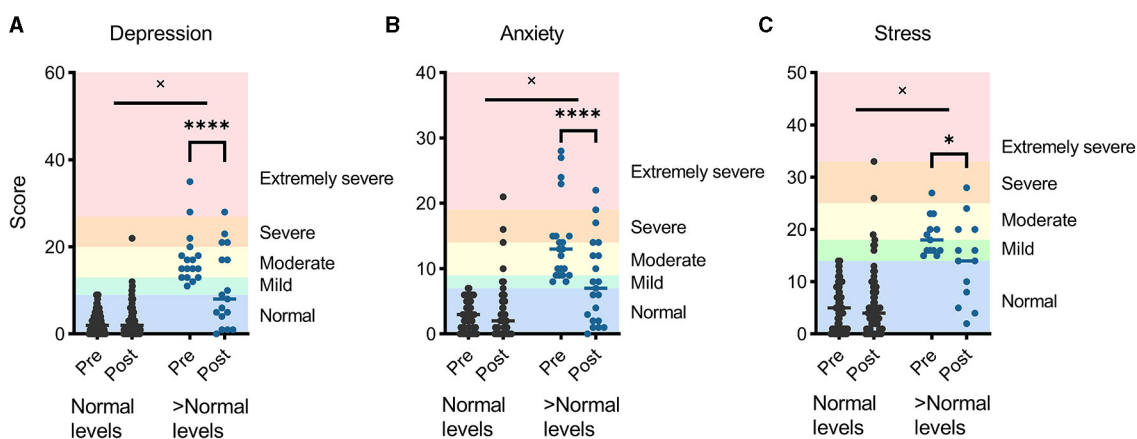 A
Depression
Score
60
40
20
0
×
****
Extremely severe
Severe
Moderate
Mild
Normal
Pre
Post
Pre
Post
Normal
levels
>Normal
levels
B
Anxiety
40
30
20
10
0
×
****
Extremely severe
Severe
Moderate
Mild
Normal
Pre
Post
Pre
Post
Normal
levels
>Normal
levels
C
Stress
50
40
30
20
10
0
×
*
Extremely severe
Severe
Moderate
Mild
Normal
Pre
Post
Pre
Post
Normal
levels
>Normal
levels